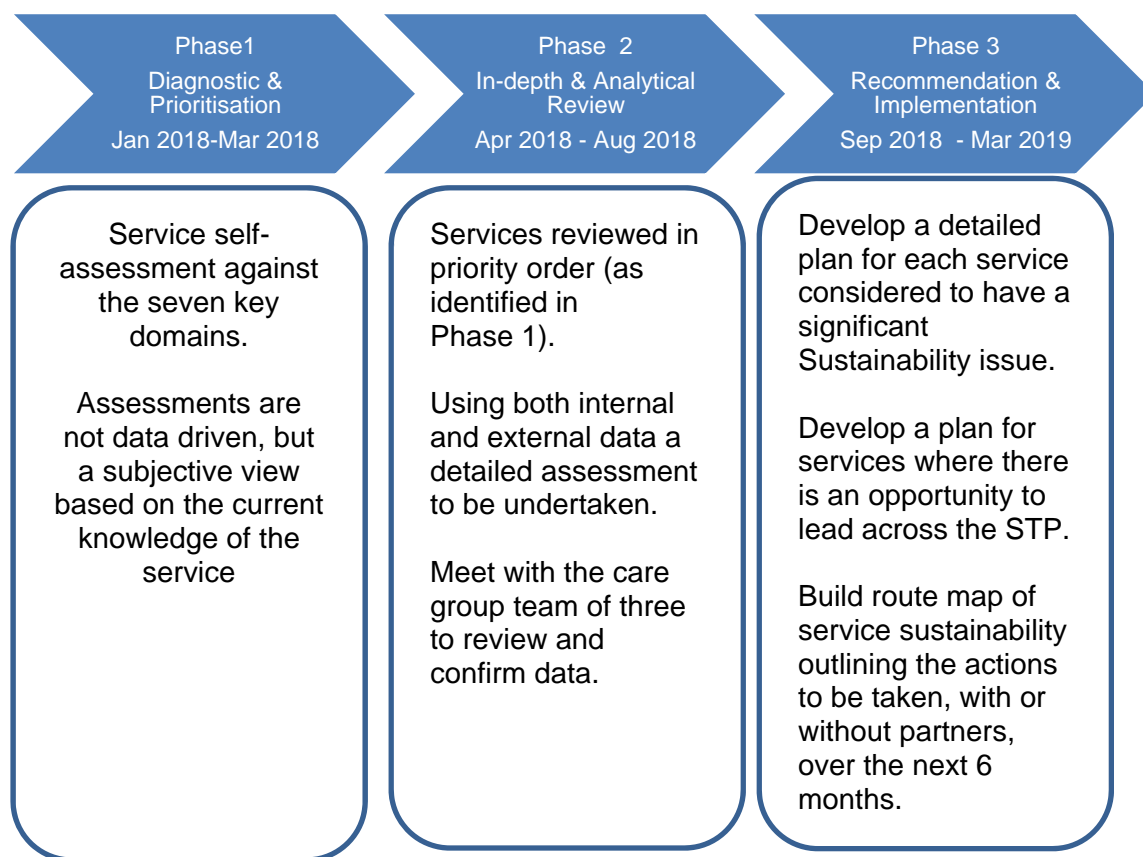 Phase1
Diagnostic &
Prioritisation
Jan 2018-Mar 2018
Phase  2
In-depth & Analytical
Review
Apr 2018 - Aug 2018
Phase 3
Recommendation &
Implementation
Sep 2018  - Mar 2019
Service self-
assessment against
the seven key
domains.
Assessments are
not data driven, but
a subjective view
based on the current
knowledge of the
service
Services reviewed in
priority order (as
identified in
Phase 1).
Using both internal
and external data a
detailed assessment
to be undertaken.
Meet with the care
group team of three
to review and
confirm data.
Develop a detailed
plan for each service
considered to have a
significant
Sustainability issue.
Develop a plan for
services where there
is an opportunity to
lead across the STP.
Build route map of
service sustainability
outlining the actions
to be taken, with or
without partners,
over the next 6
months.